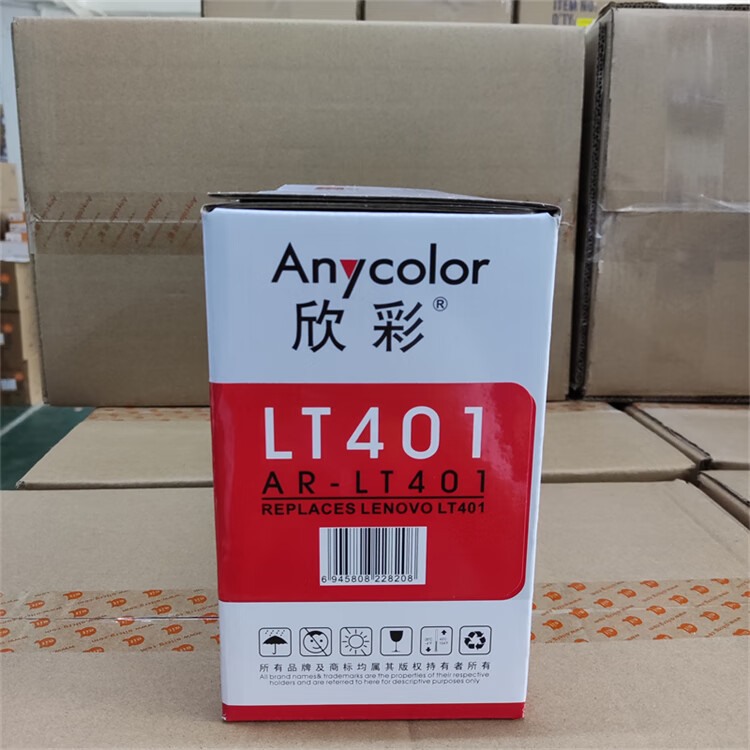 Anycolor
欣彩®
LT401
AR-LT401
REPLACES LENOVO LT401
6 945808 228208
所有品牌及商标均属其版权持有者所有
All brand names& trademarks are the properties of their respective
holders and are referred to here for descriptive purposes only